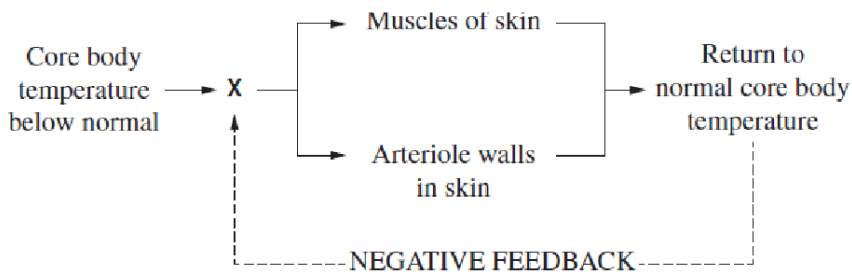 Core body
temperature
below normal
X
Muscles of skin
Arteriole walls
in skin
Return to
normal core body
temperature
NEGATIVE FEEDBACK